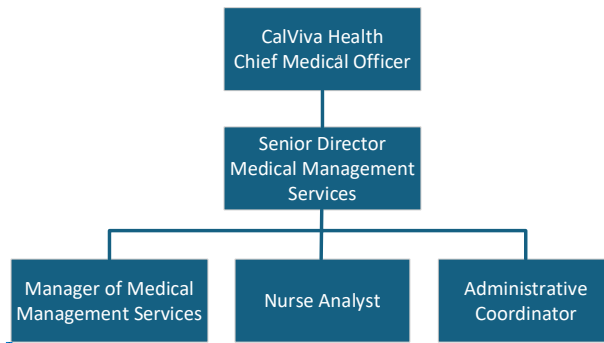 CalViva Health
Chief Medical Officer
Senior Director
Medical Management
Services
Manager of Medical
Management Services
Nurse Analyst
Administrative
Coordinator